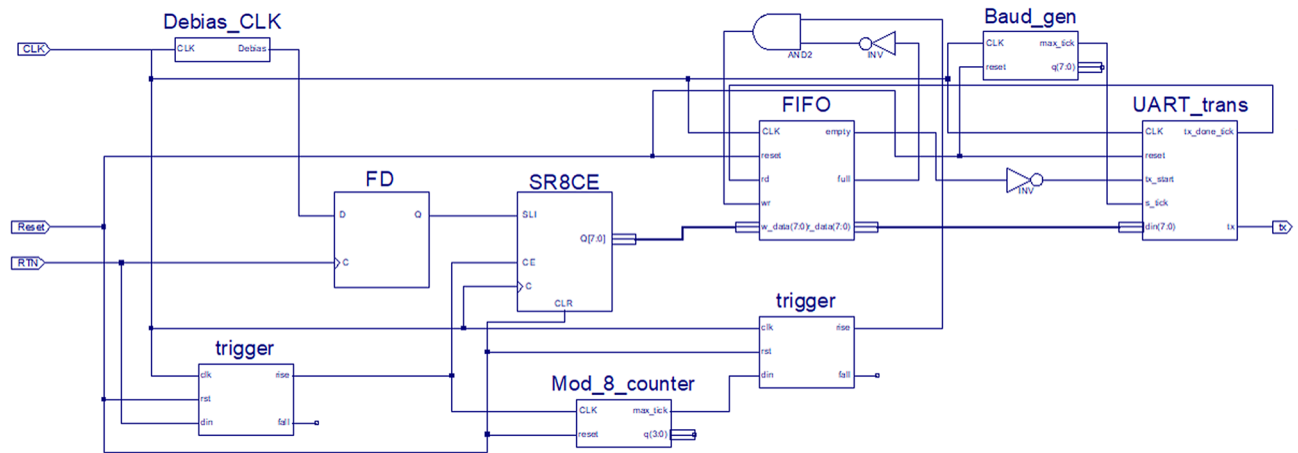 Debias_CLK
CLK
CLK
Debias
AND2
INV
Baud_gen
CLK
max_tick
reset
q(7:0)
FIFO
CLK
empty
reset
rd
full
wr
w_data(7:0)
r_data(7:0)
INV
UART_trans
CLK
tx_done_tick
reset
tx_start
s_tick
din(7:0)
tx
tx
FD
D
Q
C
SR8CE
SLI
Q[7:0]
CE
C
CLR
Reset
RTN
trigger
clk
rise
rst
din
fall
Mod_8_counter
CLK
max_tick
reset
q(3:0)
trigger
clk
rise
rst
din
fall